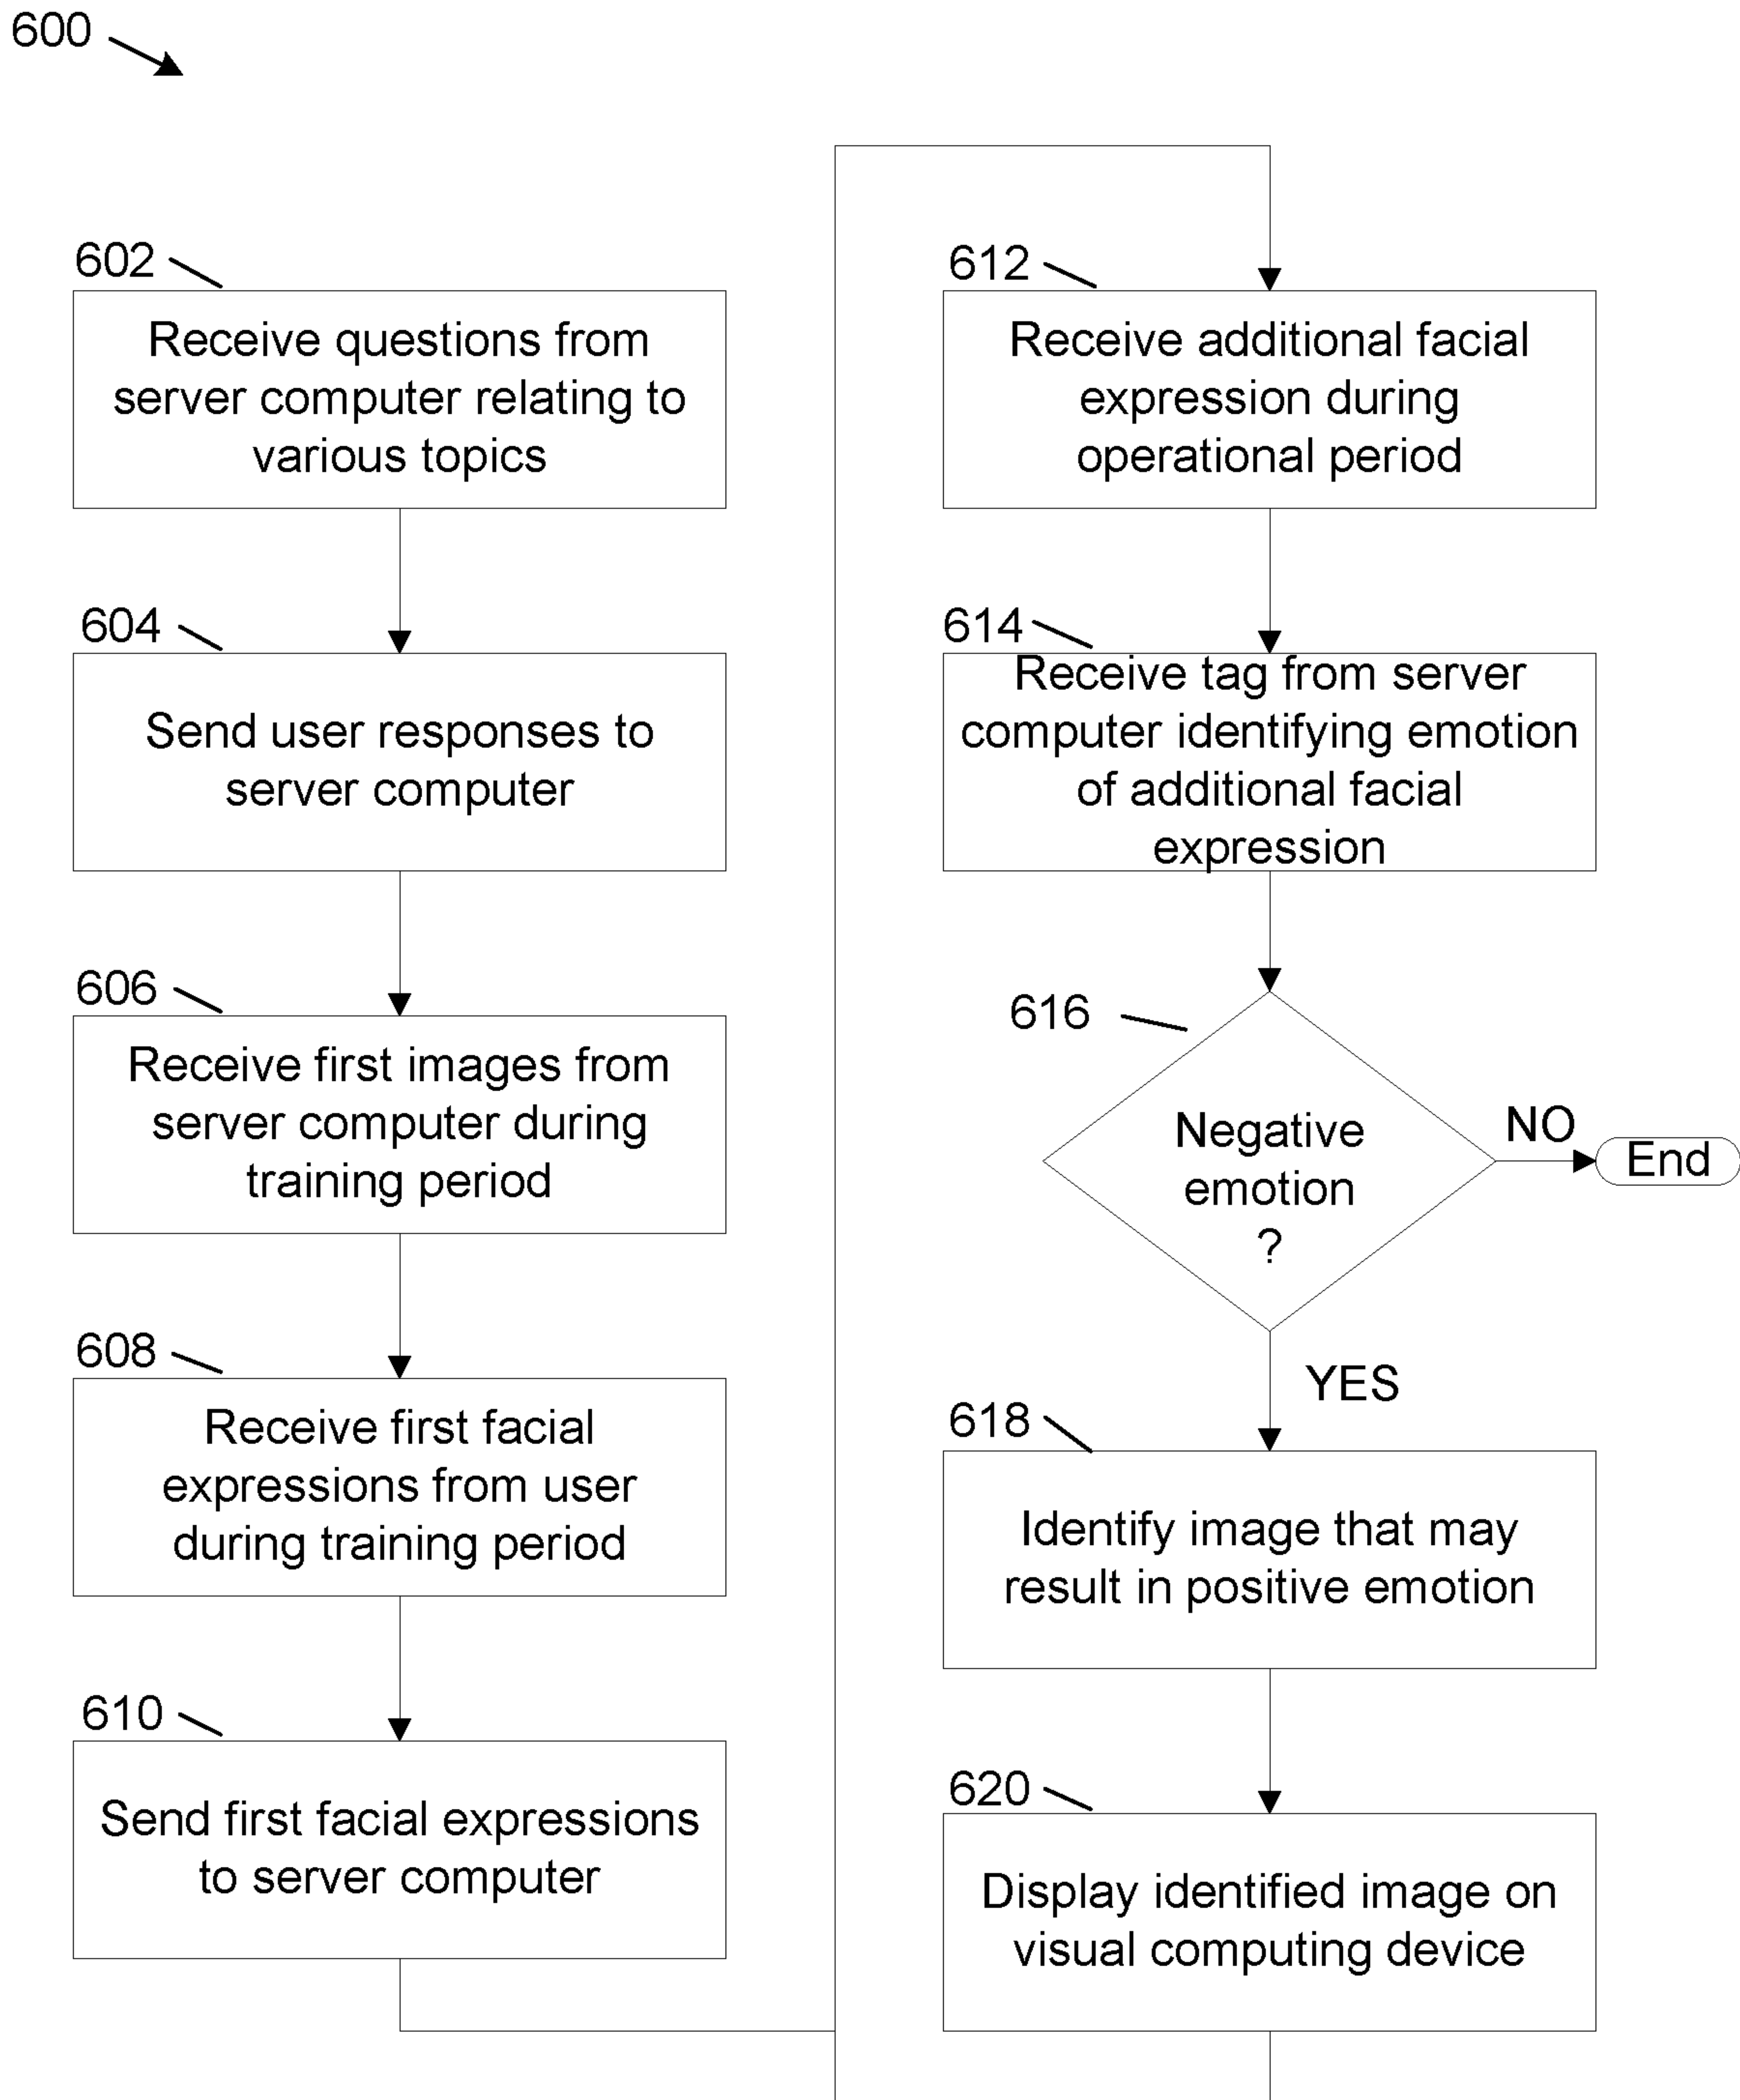 600
602
Receive questions from
server computer relating to
various topics
604
Send user responses to
server computer
606
Receive first images from
server computer during
training period
608
Receive first facial
expressions from user
during training period
610
Send first facial expressions
to server computer
612
Receive additional facial
expression during
operational period
614
Receive tag from server
computer identifying emotion
of additional facial
expression
616
Negative
emotion
?
NO
End
YES
618
Identify image that may
result in positive emotion
620
Display identified image on
visual computing device